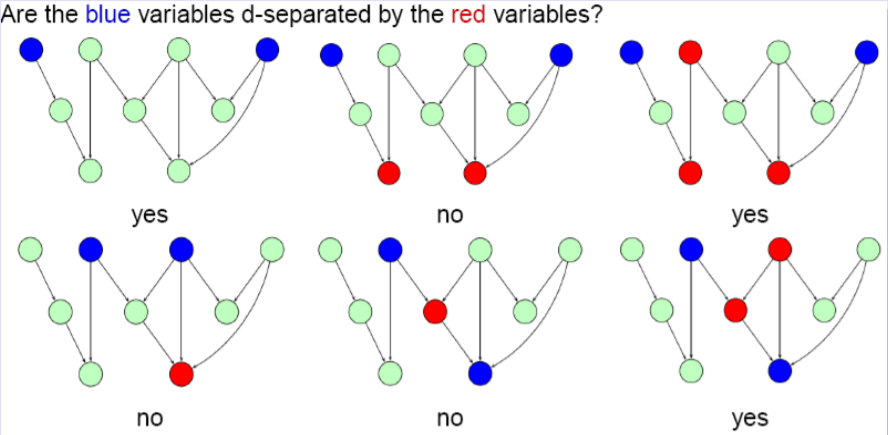 Are the blue variables d-separated by the red variables?
yes
no
yes
no
no
yes